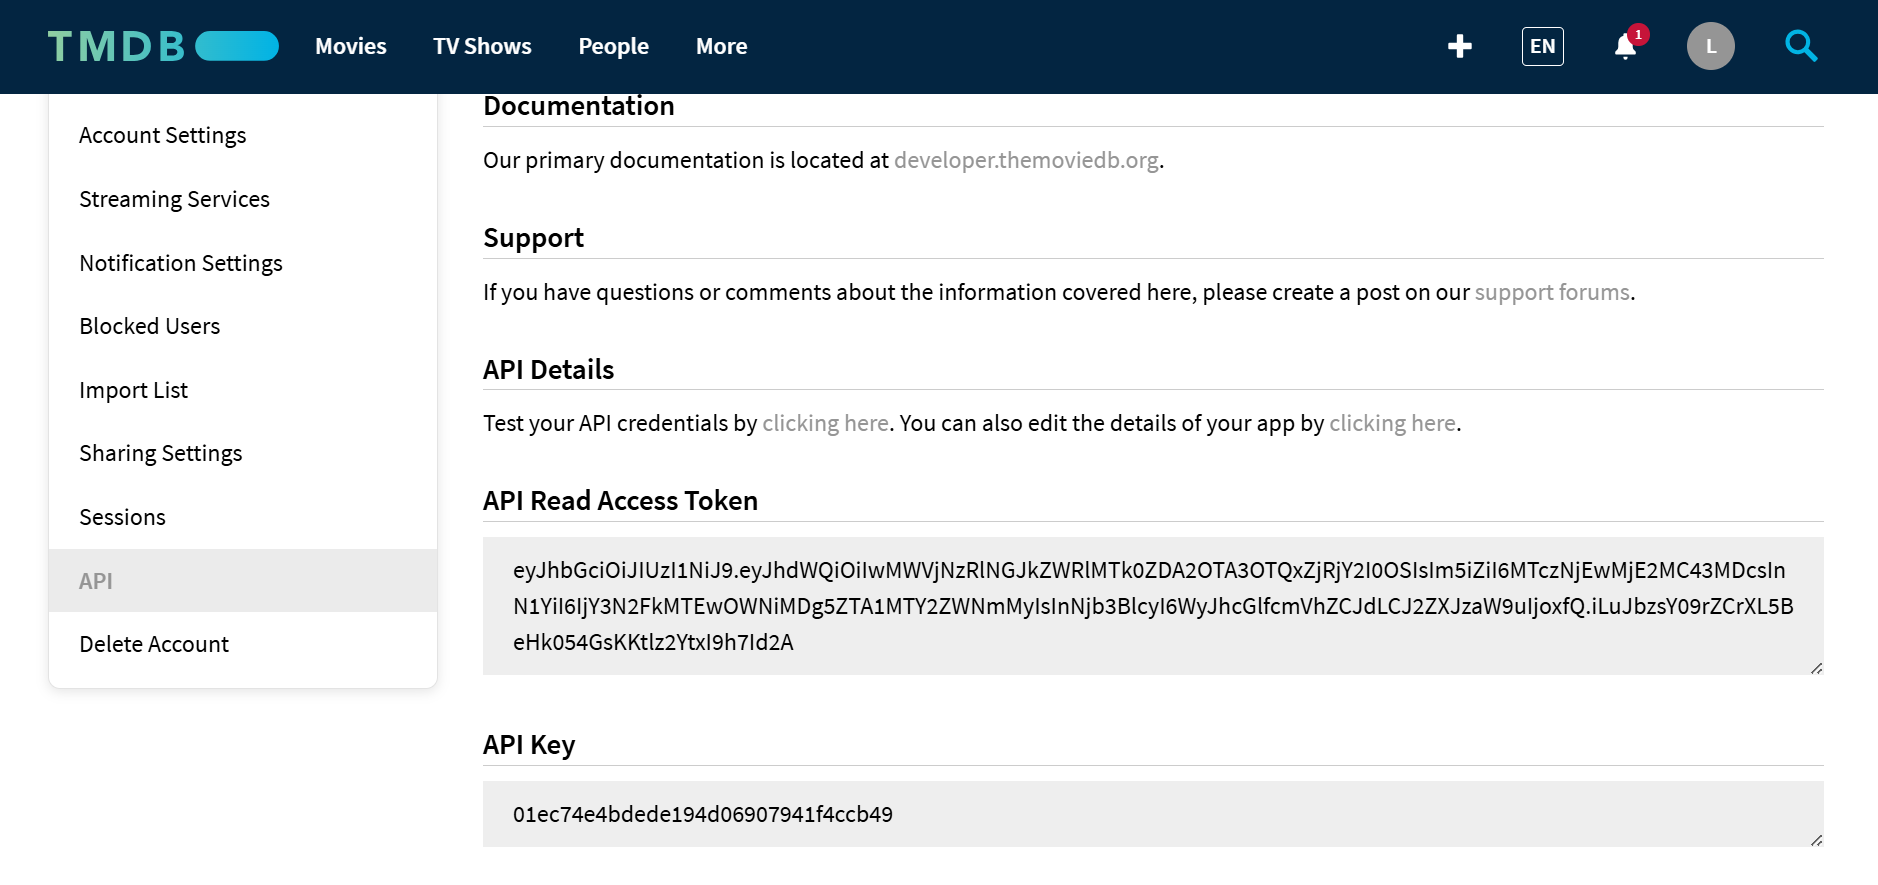 TMDB Movies TV Shows People More EN 1 L
Documentation
Account Settings
Our primary documentation is located at developer.themoviedb.org.
Streaming Services
Support
Notification Settings
If you have questions or comments about the information covered here, please create a post on our support forums.
Blocked Users
API Details
Import List
Test your API credentials by clicking here. You can also edit the details of your app by clicking here.
Sharing Settings
API Read Access Token
Sessions
eyJhbGciOiJIUzI1NiJ9.eyJhdWQiOiIwMWVjNzRlNGJkZWRlMTk0ZDA2OTA3OTQxZjRjY2I0OSIsIm5iZiI6MTczNjEwMjE2MC43MDcsIn
N1YiI6IjY3N2FkMTEwOWNiMDg5ZTA1MTY2ZWNmMyIsInNjb3BlcyI6WyJhcGlfcmVhZCJdLCJ2ZXJzaW9uIjoxfQ.iLuJbzsY09rZCrXL5B
eHk054GsKKtlz2YtxI9h7Id2A
API
Delete Account
API Key
01ec74e4bdede194d06907941f4ccb49